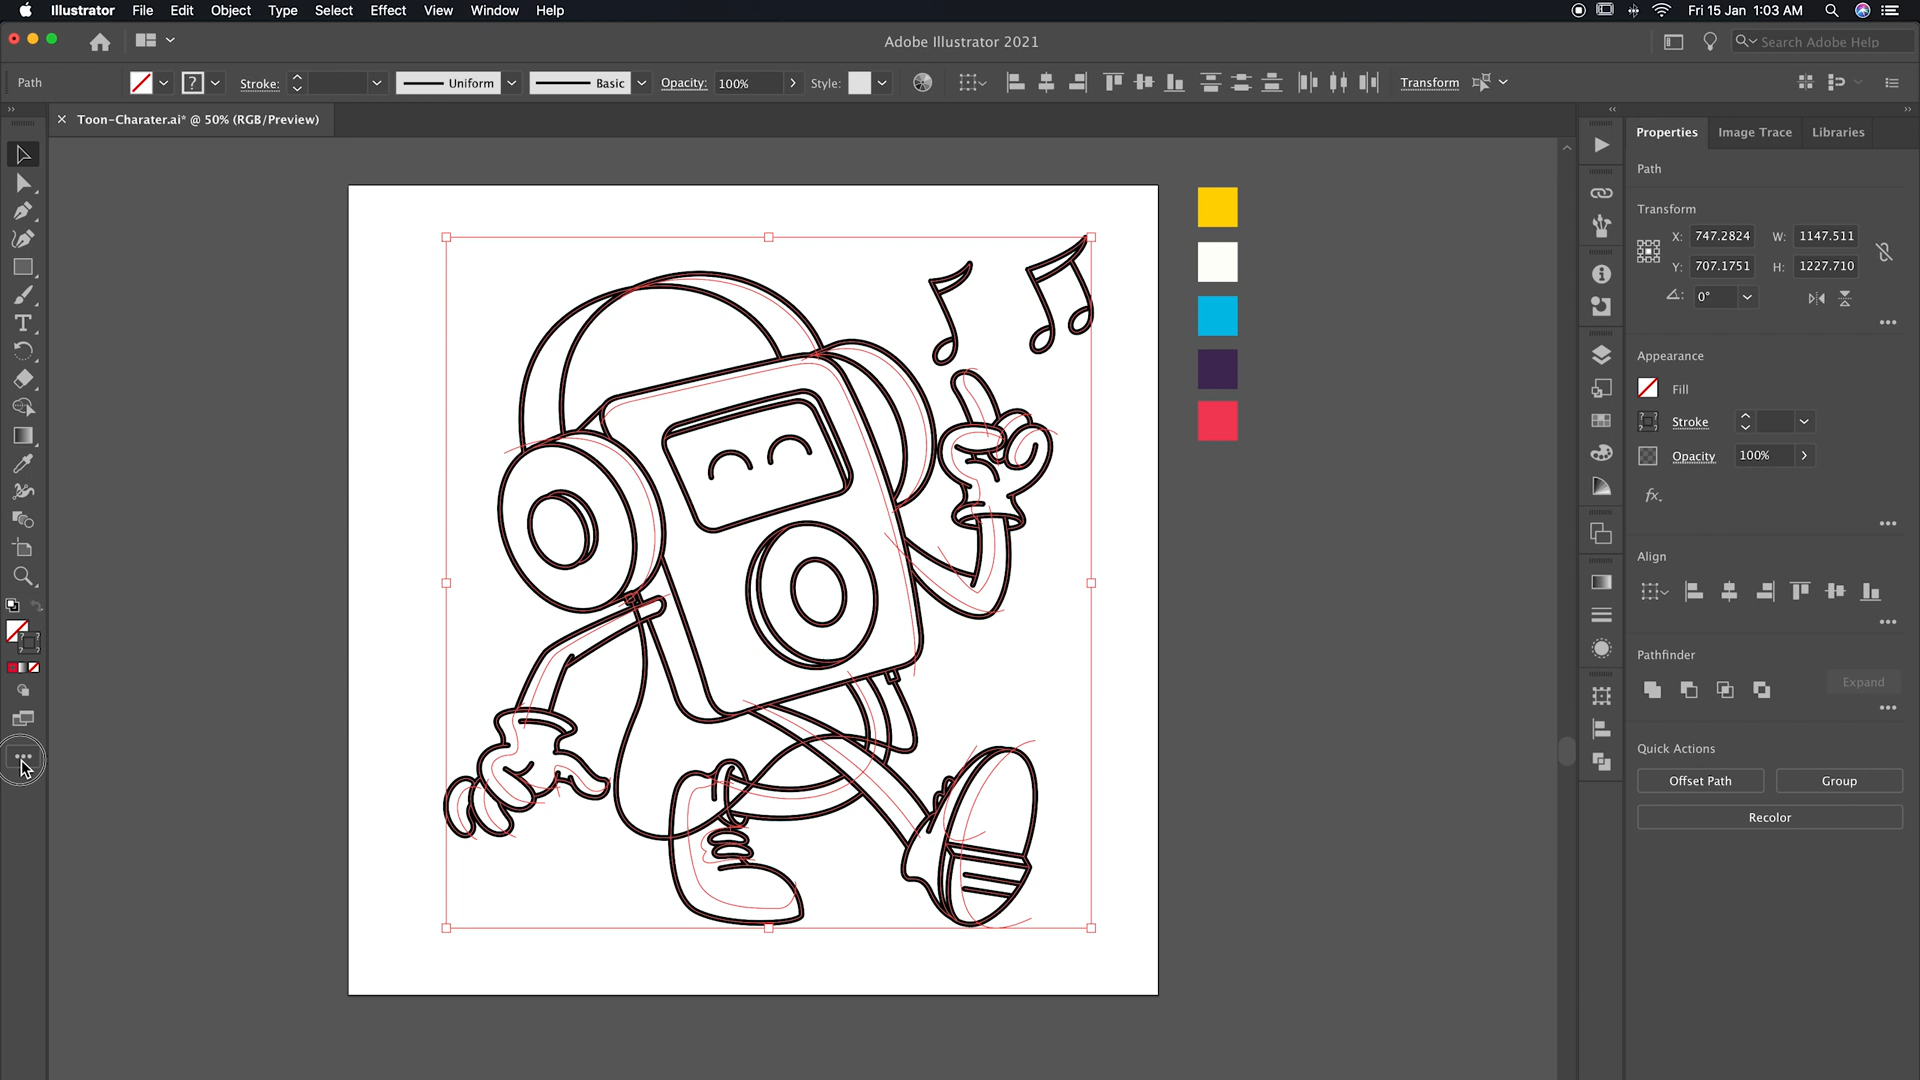 Illustrator File Edit Object Type Select Effect View Window Help Fri 15 Jan 1:03 AM
Adobe Illustrator 2021 Search Adobe Help
Path ? Stroke: Uniform Basic Opacity: 100% Style: Transform
Toon-Charater.ai* @ 50% (RGB/Preview)
Properties Image Trace Libraries
Path
Transform
X: 747.2824 W: 1147.511
Y: 707.1751 H: 1227.710
0°
Appearance
Fill
Stroke
Opacity 100%
fx.
Align
Pathfinder
Expand
Quick Actions
Offset Path Group
Recolor